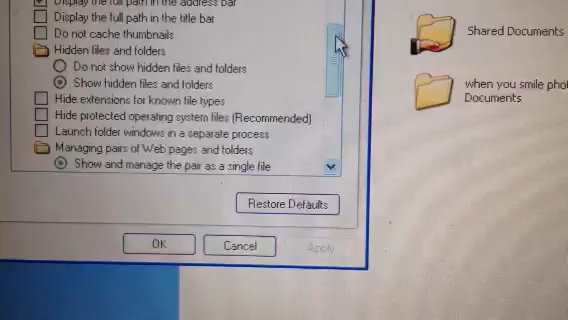 Display the full path in the address bar
Display the full path in the title bar
Do not cache thumbnails
Hidden files and folders
Do not show hidden files and folders
Show hidden files and folders
Hide extensions for known file types
Hide protected operating system files (Recommended)
Launch folder windows in a separate process
Managing pairs of Web pages and folders
Show and manage the pair as a single file
Restore Defaults
OK
Cancel
Apply
Shared Documents
when you smile pho
Documents